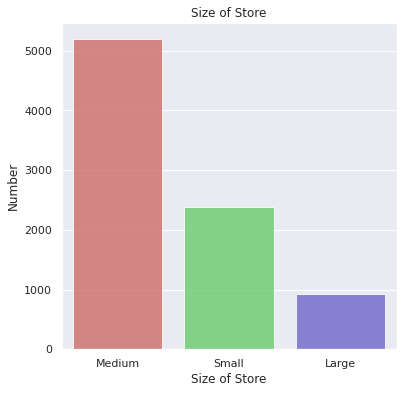 Size of Store
5000
4000
3000
2000
1000
0
Number
Medium Small Large
Size of Store